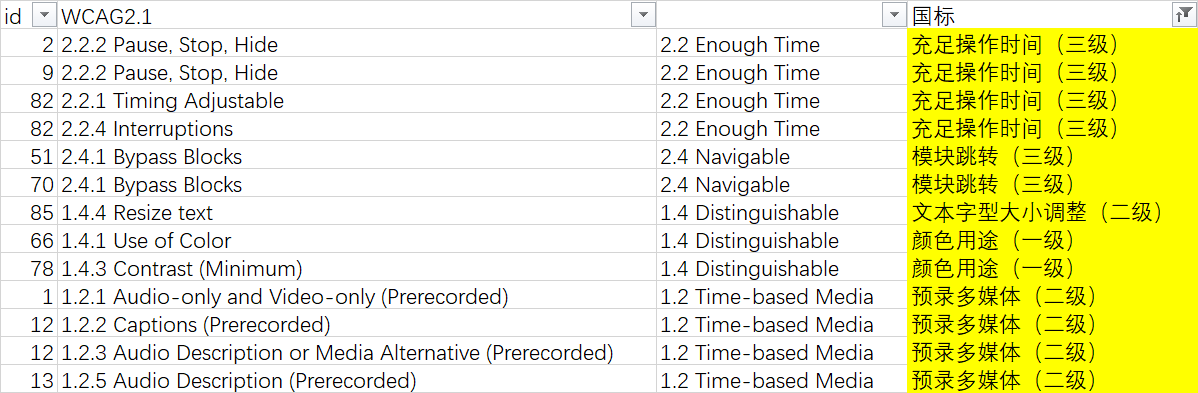 id WCAG2.1 国标
2 2.2.2 Pause, Stop, Hide 2.2 Enough Time 充足操作时间（三级）
9 2.2.2 Pause, Stop, Hide 2.2 Enough Time 充足操作时间（三级）
82 2.2.1 Timing Adjustable 2.2 Enough Time 充足操作时间（三级）
82 2.2.4 Interruptions 2.2 Enough Time 充足操作时间（三级）
51 2.4.1 Bypass Blocks 2.4 Navigable 模块跳转（三级）
70 2.4.1 Bypass Blocks 2.4 Navigable 模块跳转（三级）
85 1.4.4 Resize text 1.4 Distinguishable 文本字型大小调整（二级）
66 1.4.1 Use of Color 1.4 Distinguishable 颜色用途（一级）
78 1.4.3 Contrast (Minimum) 1.4 Distinguishable 颜色用途（一级）
1 1.2.1 Audio-only and Video-only (Prerecorded) 1.2 Time-based Media 预录多媒体（二级）
12 1.2.2 Captions (Prerecorded) 1.2 Time-based Media 预录多媒体（二级）
12 1.2.3 Audio Description or Media Alternative (Prerecorded) 1.2 Time-based Media 预录多媒体（二级）
13 1.2.5 Audio Description (Prerecorded) 1.2 Time-based Media 预录多媒体（二级）